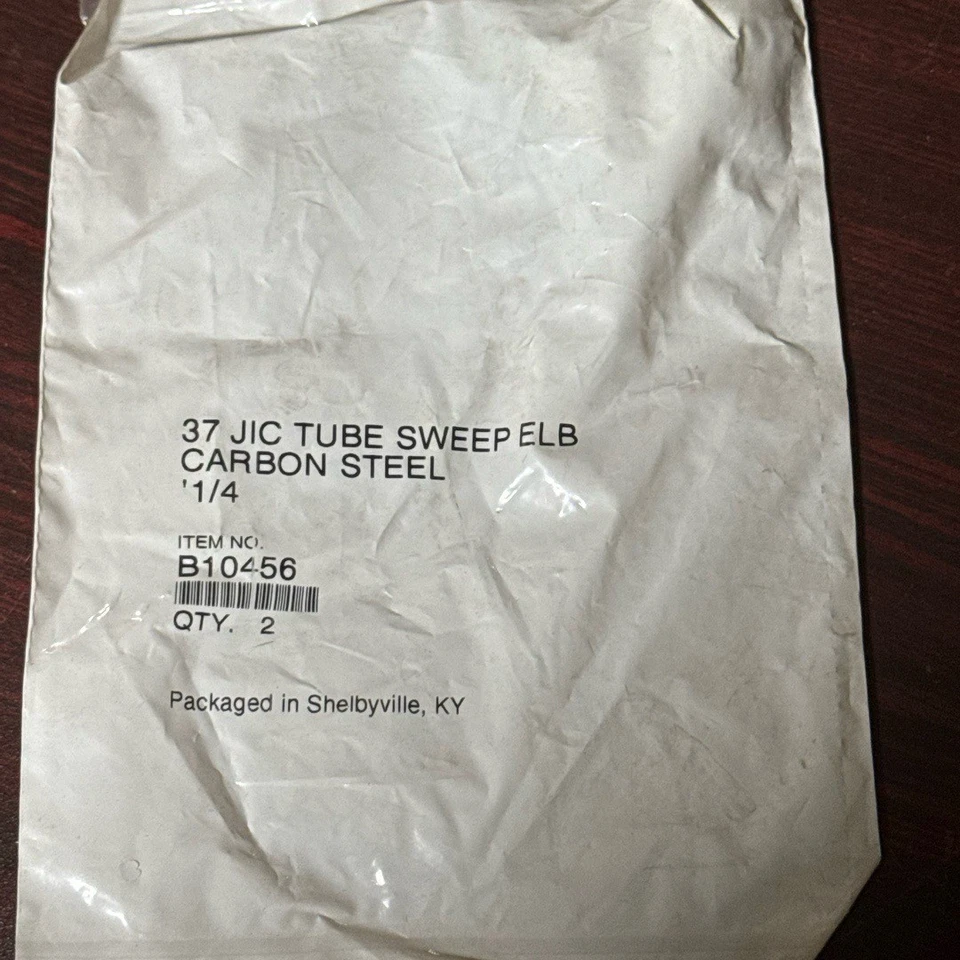 37 JIC TUBE SWEEP ELB
CARBON STEEL
'1/4
ITEM NO.
B10456
QTY. 2
Packaged in Shelbyville, KY